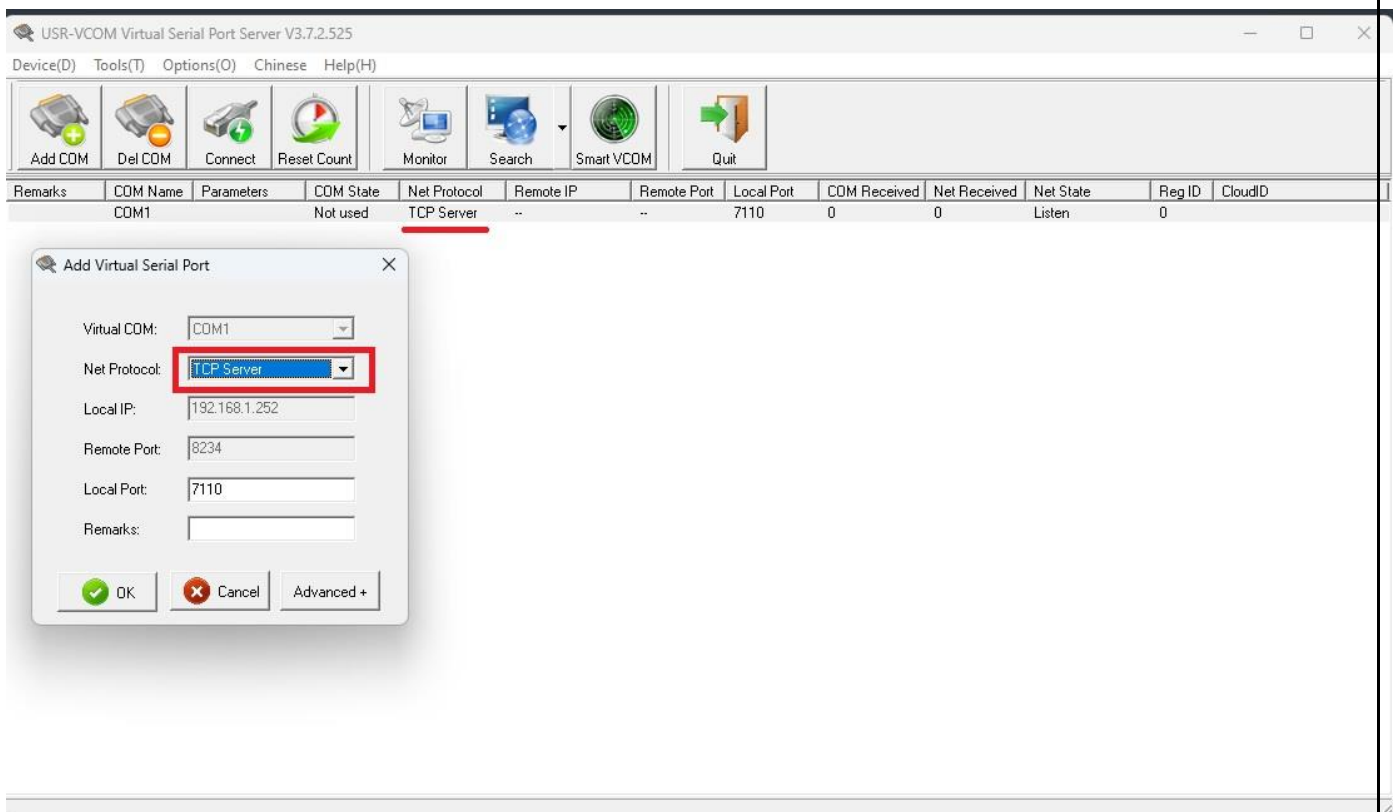 USR-VCOM Virtual Serial Port Server V3.7.2.525
Device(D) Tools(T) Options(O) Chinese Help(H)
Add COM Del COM Connect Reset Count Monitor Search Smart VCOM Quit
Remarks COM Name Parameters COM State Net Protocol Remote IP Remote Port Local Port COM Received Net Received Net State Reg ID CloudID
COM1 Not used TCP Server -- -- 7110 0 0 Listen 0
Add Virtual Serial Port
Virtual COM: COM1
Net Protocol: TCP Server
Local IP: 192.168.1.252
Remote Port: 8234
Local Port: 7110
Remarks:
OK Cancel Advanced +